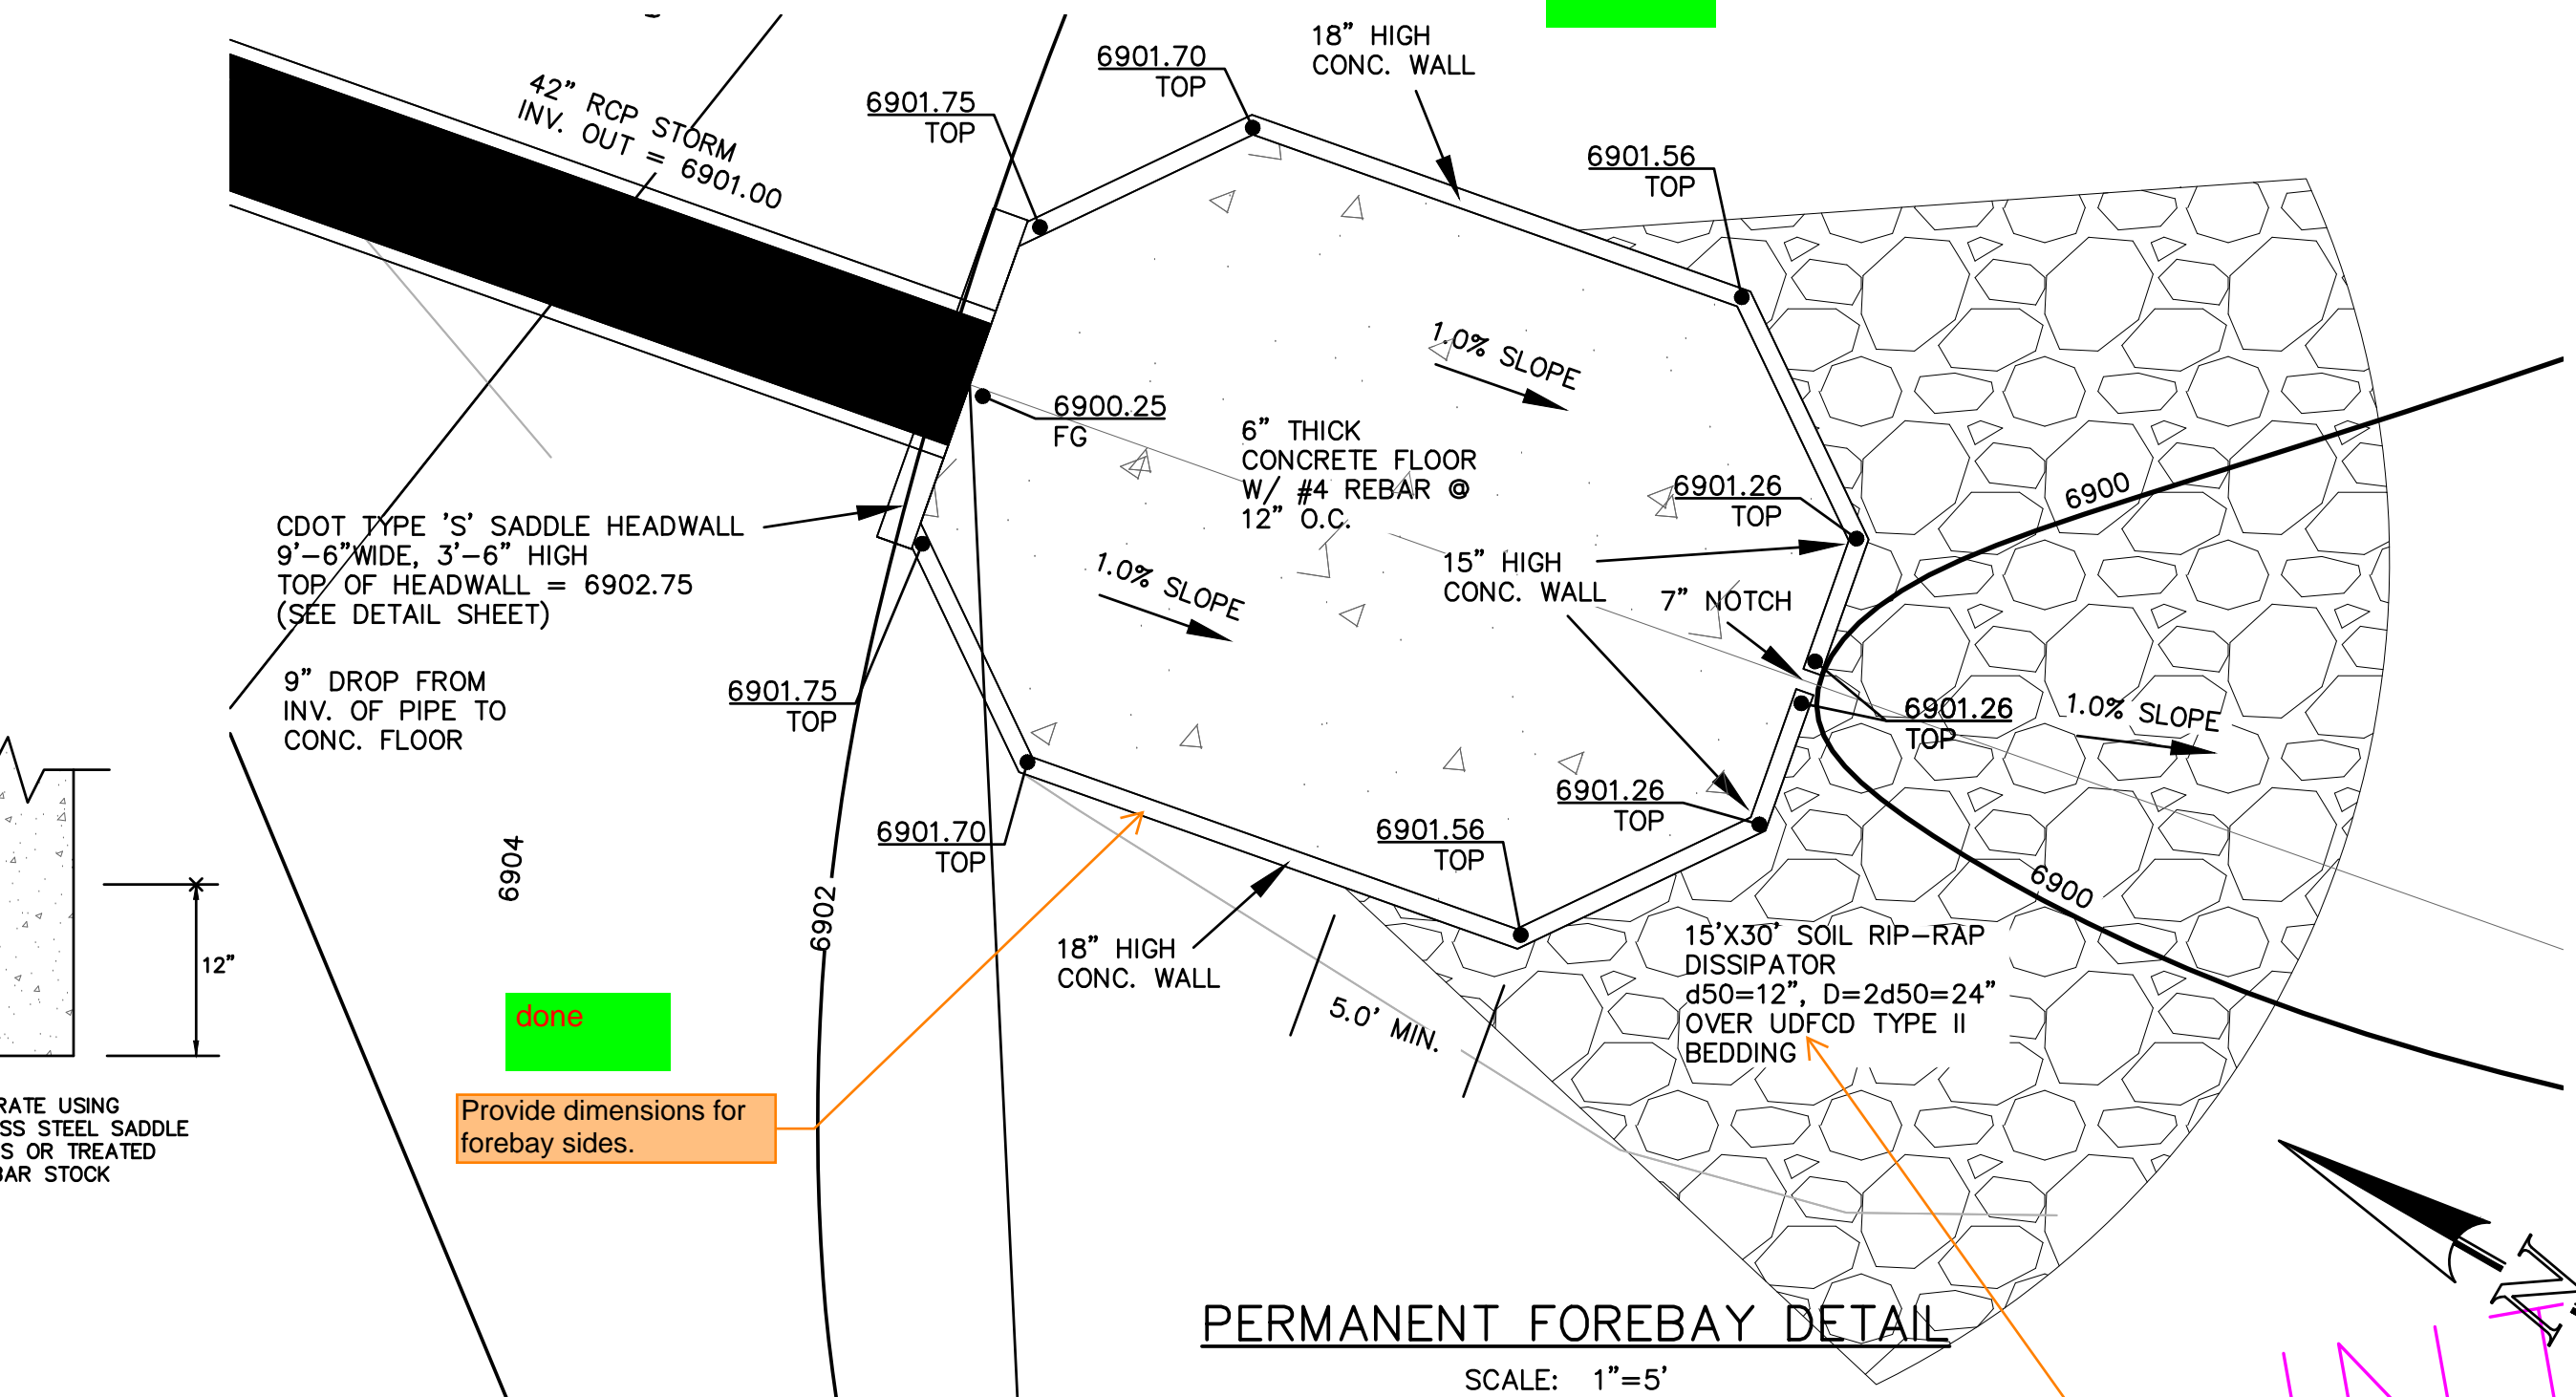 42" RCP STORM
INV. OUT = 6901.00
6901.75
TOP
6901.70
TOP
18" HIGH
CONC. WALL
6901.56
TOP
1.0% SLOPE
6900.25
FG
6" THICK
CONCRETE FLOOR
W/ #4 REBAR @
12" O.C.
6901.26
TOP
6900
CDOT TYPE 'S' SADDLE HEADWALL
9'-6"WIDE, 3'-6" HIGH
TOP OF HEADWALL = 6902.75
(SEE DETAIL SHEET)
1.0% SLOPE
15" HIGH
CONC. WALL
7" NOTCH
9" DROP FROM
INV. OF PIPE TO
CONC. FLOOR
6901.75
TOP
6901.26
TOP
1.0% SLOPE
6901.70
TOP
6901.56
TOP
6901.26
TOP
6904
6902
6900
12"
18" HIGH
CONC. WALL
5.0' MIN.
15'X30' SOIL RIP-RAP
DISSIPATOR
d50=12", D=2d50=24"
OVER UDFCD TYPE II
BEDDING
done
Provide dimensions for
forebay sides.
RATE USING
SS STEEL SADDLE
S OR TREATED
BAR STOCK
PERMANENT FOREBAY DETAIL
SCALE: 1"=5'
N